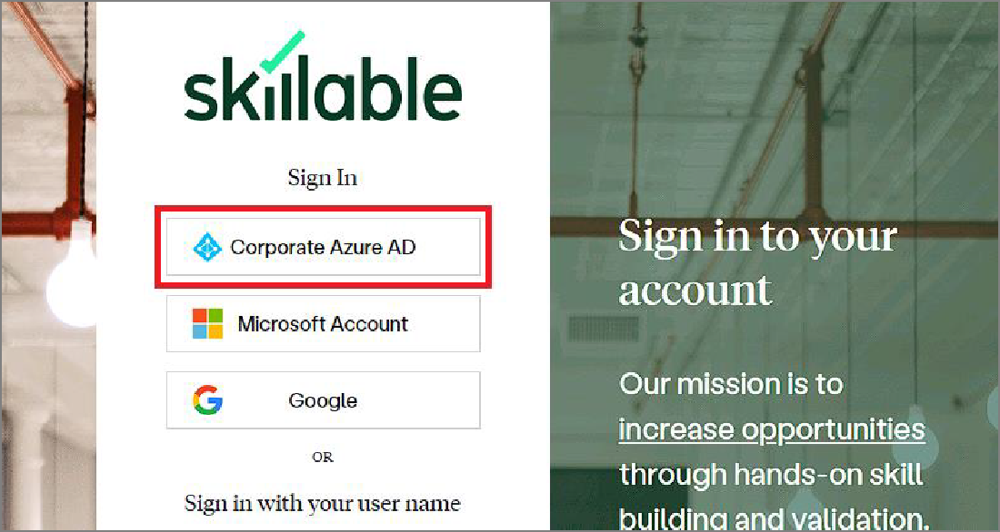 skillable
Sign In
Corporate Azure AD
Microsoft Account
Google
OR
Sign in with your user name
Sign in to your
account
Our mission is to
increase opportunities
through hands-on skill
building and validation.